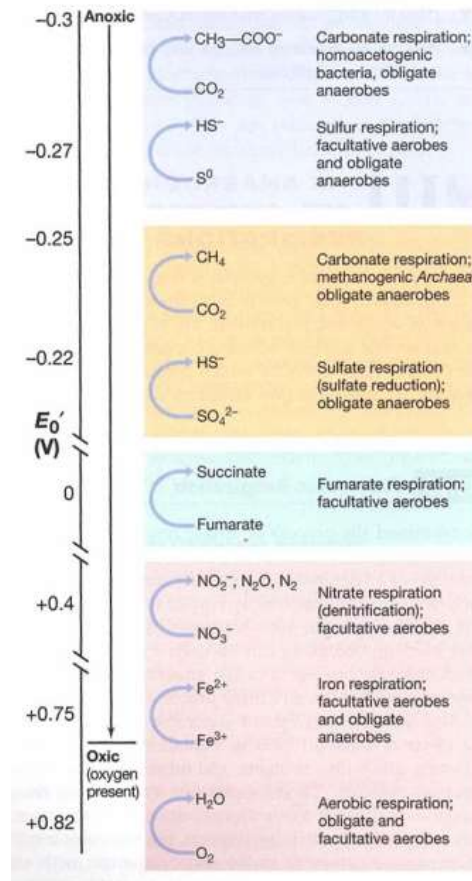 –0.3
Anoxic
CH₃—COO⁻
CO₂
Carbonate respiration;
homoacetogenic
bacteria, obligate
anaerobes
–0.27
HS⁻
S⁰
Sulfur respiration;
facultative aerobes
and obligate
anaerobes
–0.25
CH₄
CO₂
Carbonate respiration;
methanogenic Archaea
obligate anaerobes
–0.22
HS⁻
SO₄²⁻
Sulfate respiration
(sulfate reduction);
obligate anaerobes
E₀′
(V)
0
Succinate
Fumarate
Fumarate respiration;
facultative aerobes
+0.4
NO₂⁻, N₂O, N₂
NO₃⁻
Nitrate respiration
(denitrification);
facultative aerobes
+0.75
Fe²⁺
Fe³⁺
Iron respiration;
facultative aerobes
and obligate
anaerobes
Oxic
(oxygen
present)
+0.82
H₂O
O₂
Aerobic respiration;
obligate and
facultative aerobes